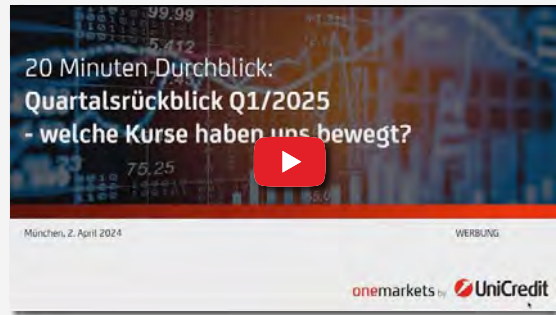 99.99
5.412
20 Minuten Durchblick:
Quartalsrückblick Q1/2025
- welche Kurse haben uns bewegt?
75.25
München, 2. April 2024
WERBUNG
onemarkets by UniCredit